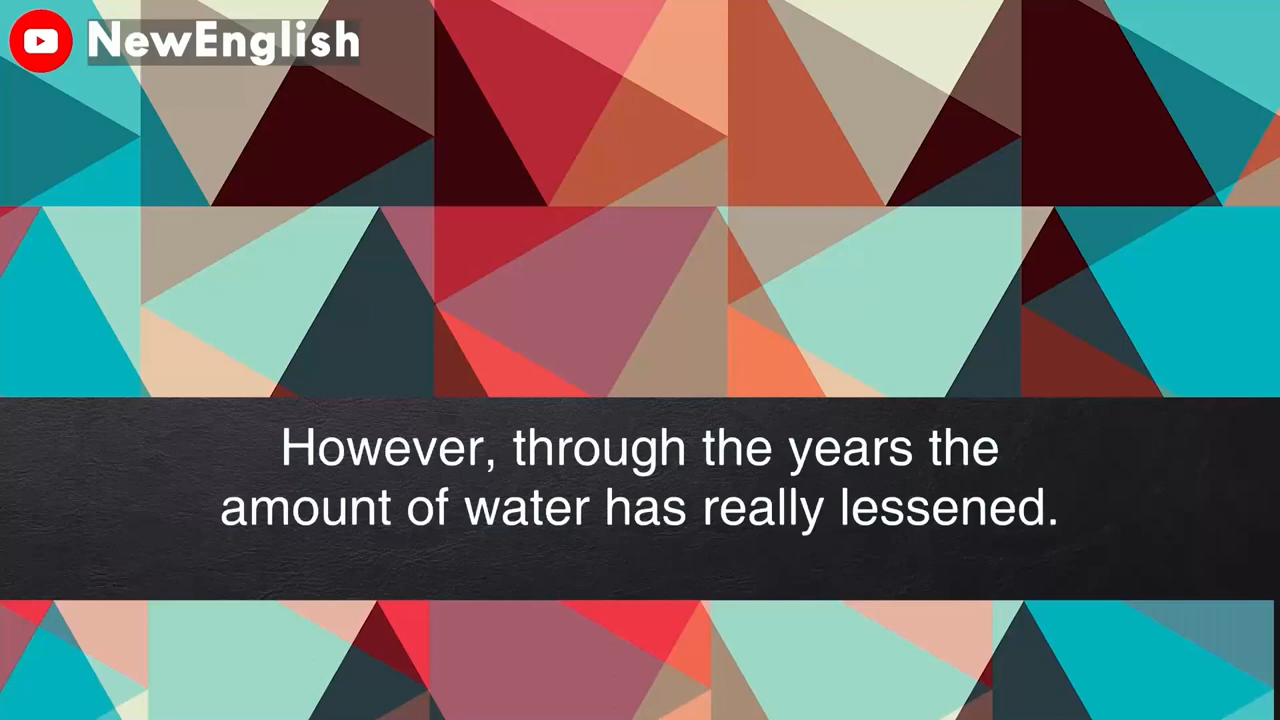 NewEnglish
However, through the years the
amount of water has really lessened.